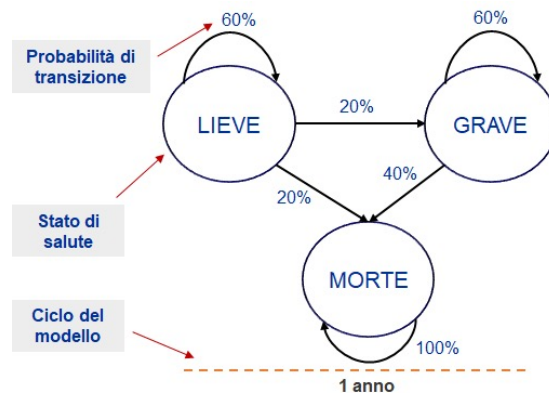 60%
60%
Probabilità di
transizione
LIEVE
20%
GRAVE
20%
40%
Stato di
salute
MORTE
Ciclo del
modello
100%
1 anno